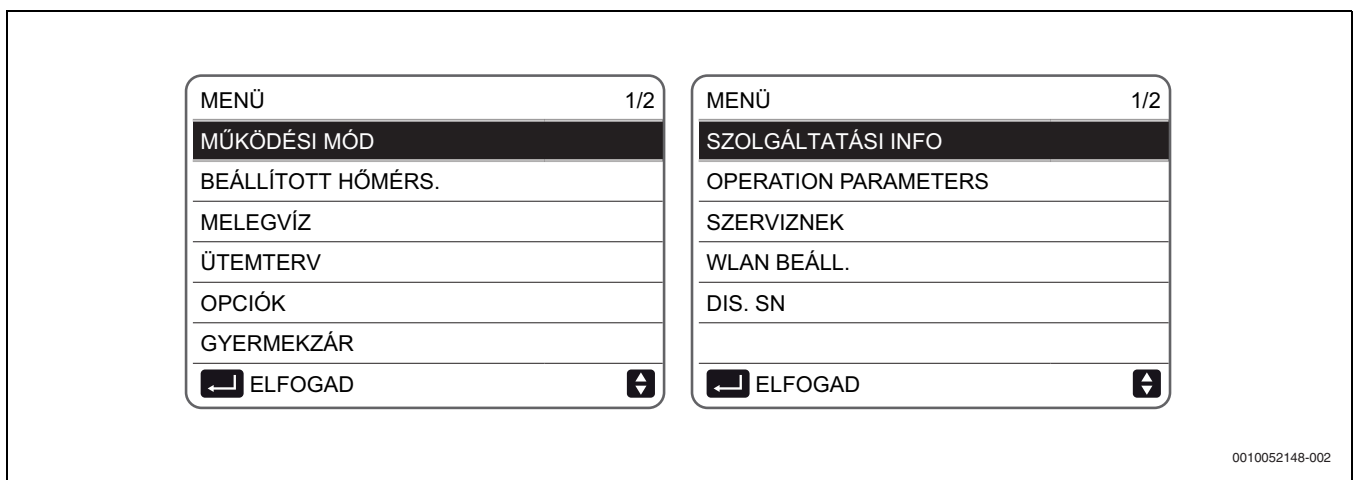 MENÜ 1/2
MŰKÖDÉSI MÓD
BEÁLLÍTOTT HŐMÉRS.
MELEGVÍZ
ÜTEMTERV
OPCIÓK
GYERMEKZÁR
ELFOGAD
MENÜ 1/2
SZOLGÁLTATÁSI INFO
OPERATION PARAMETERS
SZERVIZNEK
WLAN BEÁLL.
DIS. SN
ELFOGAD
0010052148-002